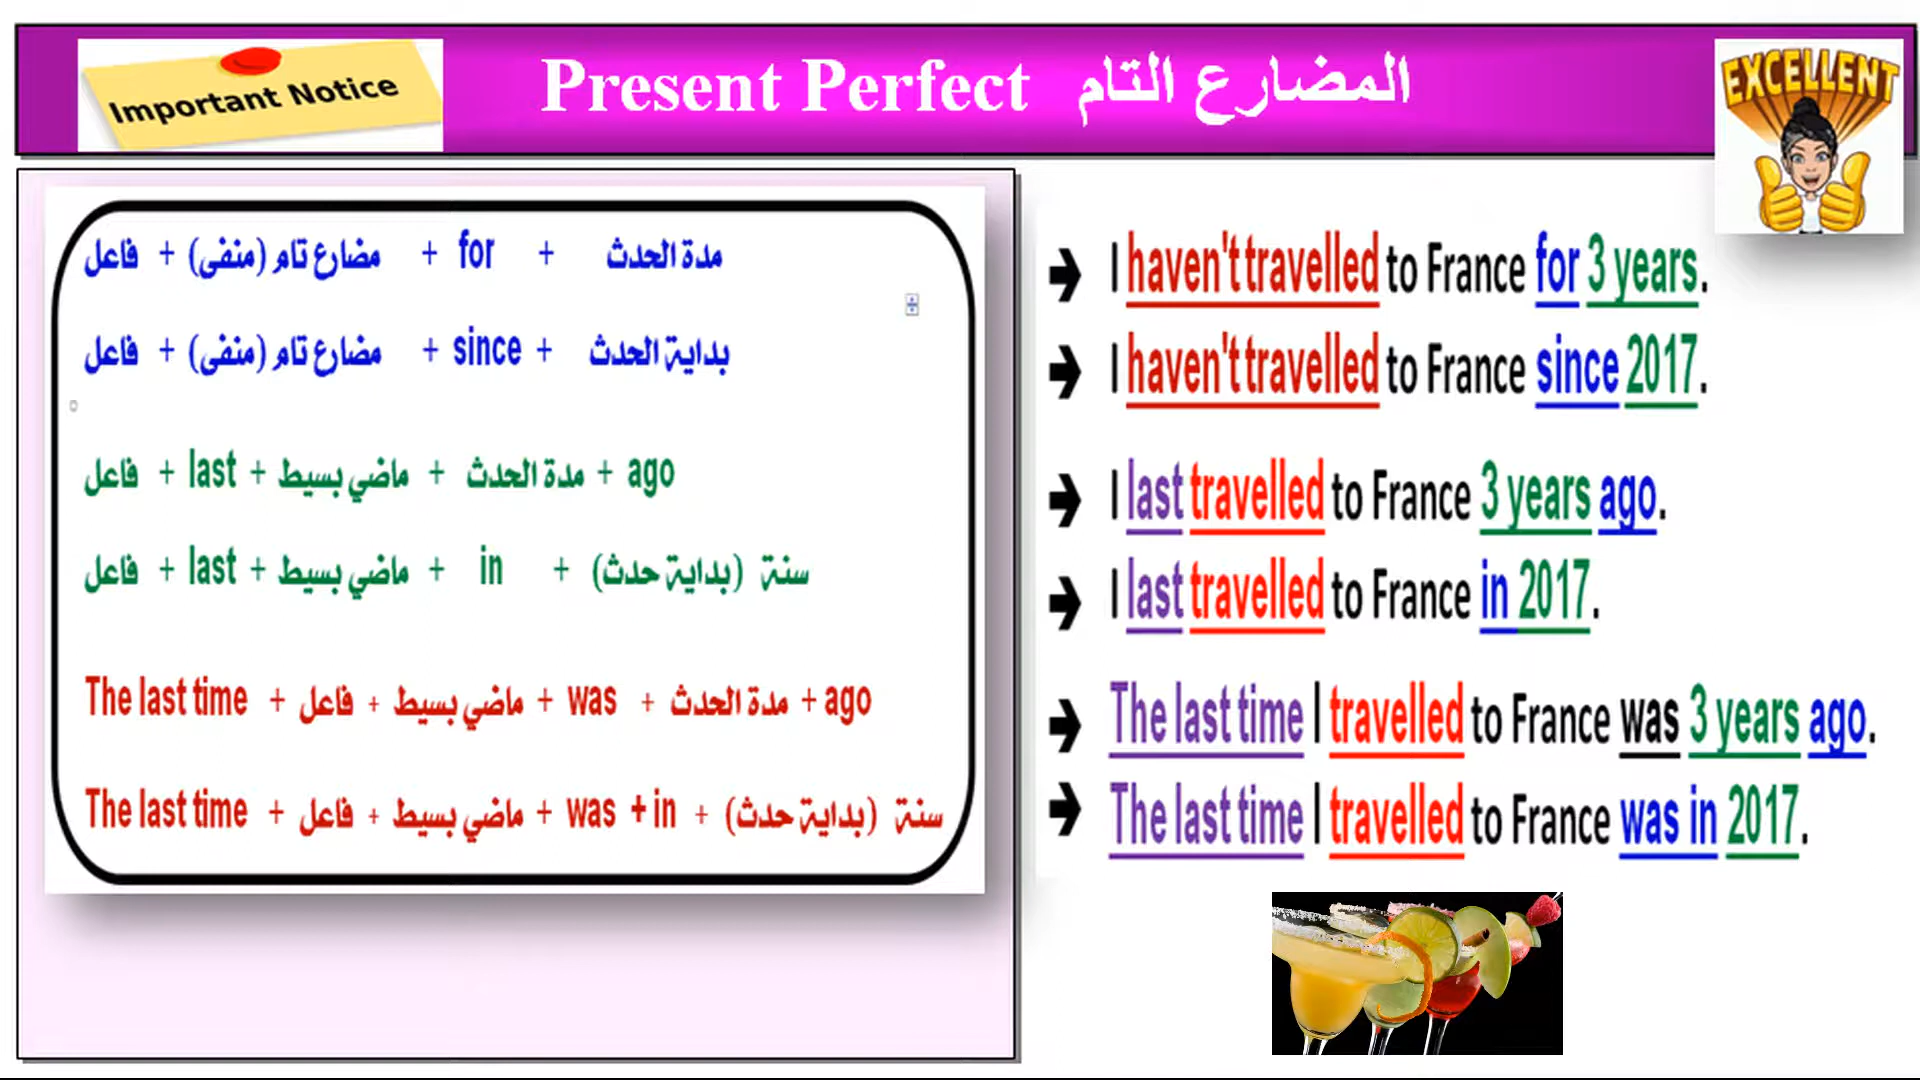 Important Notice
Present Perfect المضارع التام
EXCELLENT
فاعل + مضارع تام (منفى) + for + مدة الحدث
فاعل + مضارع تام (منفى) + since + بداية الحدث
فاعل + last + ماضي بسيط + مدة الحدث + ago
فاعل + last + ماضي بسيط + in + سنة (بداية حدث)
The last time + فاعل + ماضي بسيط + was + مدة الحدث + ago
The last time + فاعل + ماضي بسيط + was + in + سنة (بداية حدث)
I haven't travelled to France for 3 years.
I haven't travelled to France since 2017.
I last travelled to France 3 years ago.
I last travelled to France in 2017.
The last time I travelled to France was 3 years ago.
The last time I travelled to France was in 2017.